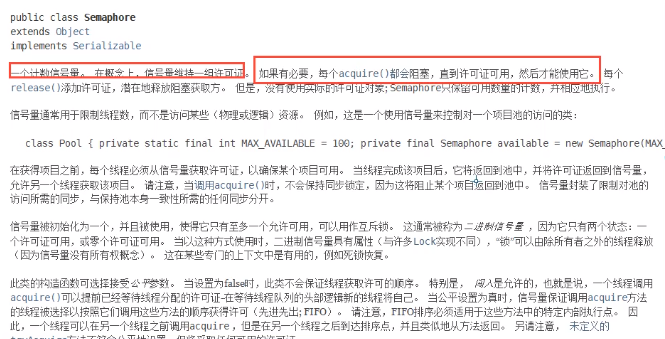 public class Semaphore
extends Object
implements Serializable
一个计数信号量。 在概念上，信号量维持一组许可证。 如果有必要，每个acquire()都会阻塞，直到许可证可用，然后才能使用它。 每个
release()添加许可证，潜在地释放阻塞获取方。 但是，没有使用实际的许可证对象; Semaphore只保留可用数量的计数，并相应地执行。
信号量通常用于限制线程数，而不是访问某些（物理或逻辑）资源。 例如，这是一个使用信号量来控制对一个项目池的访问的类：
class Pool { private static final int MAX_AVAILABLE = 100; private final Semaphore available = new Semaphore(MAX_
在获得项目之前，每个线程必须从信号量获取许可证，以确保某个项目可用。 当线程完成该项目后，它将返回到池中，并将许可证返回到信号量，
允许另一个线程获取该项目。 请注意，当调用acquire()时，不会保持同步锁定，因为这将阻止某个项目返回到池中。 信号量封装了限制对池的
访问所需的同步，与保持池本身一致性所需的任何同步分开。
信号量被初始化为一个，并且被使用，使得它只有至多一个允许可用，可以用作互斥锁。 这通常被称为二进制信号量 ，因为它只有两个状态：一
个许可证可用，或零个许可证可用。 当以这种方式使用时，二进制信号量具有属性（与许多Lock实现不同），“锁”可以由除所有者之外的线程释放
（因为信号量没有所有权概念）。 这在某些专门的上下文中是有用的，例如死锁恢复。
此类的构造函数可选择接受公平参数。 当设置为false时，此类不会保证线程获取许可的顺序。 特别是， 闯入是允许的，也就是说，一个线程调用
acquire()可以提前已经等待线程分配的许可证-在等待线程队列的头部逻辑新的线程将自己。 当公平设置为真时，信号量保证调用acquire方法
的线程被选择以按照它们调用这些方法的顺序获得许可（先进先出; FIFO）。 请注意，FIFO排序必须适用于这些方法中的特定内部执行点。 因
此，一个线程可以在另一个线程之前调用acquire ，但是在另一个线程之后到达排序点，并且类似地从方法返回。 另请注意， 未定义的